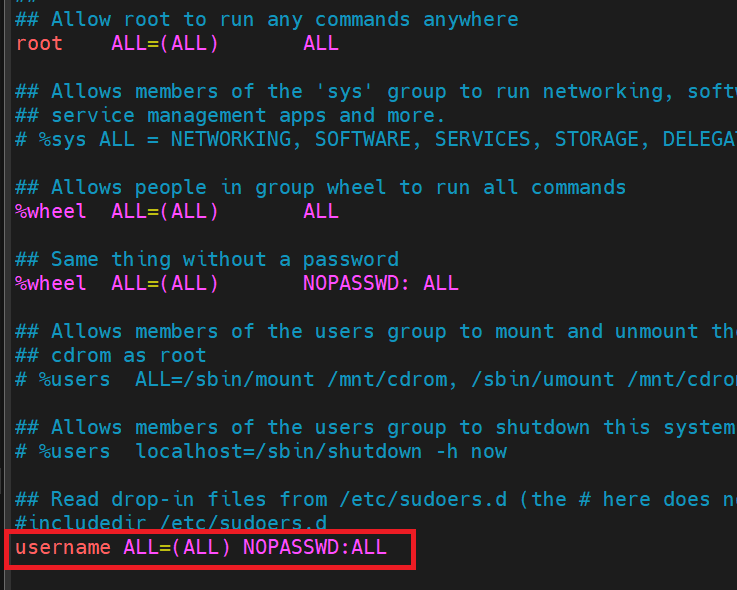 ##
## Allow root to run any commands anywhere
root    ALL=(ALL)       ALL
## Allows members of the 'sys' group to run networking,
## service management apps and more.
# %sys ALL = NETWORKING, SOFTWARE, SERVICES, STORAGE,
## Allows people in group wheel to run all commands
%wheel  ALL=(ALL)       ALL
## Same thing without a password
%wheel  ALL=(ALL)       NOPASSWD: ALL
## Allows members of the users group to mount and unmount
## cdrom as root
# %users  ALL=/sbin/mount /mnt/cdrom, /sbin/umount
## Allows members of the users group to shutdown this system
# %users  localhost=/sbin/shutdown -h now
## Read drop-in files from /etc/sudoers.d (the # here does
#includedir /etc/sudoers.d
username ALL=(ALL) NOPASSWD:ALL